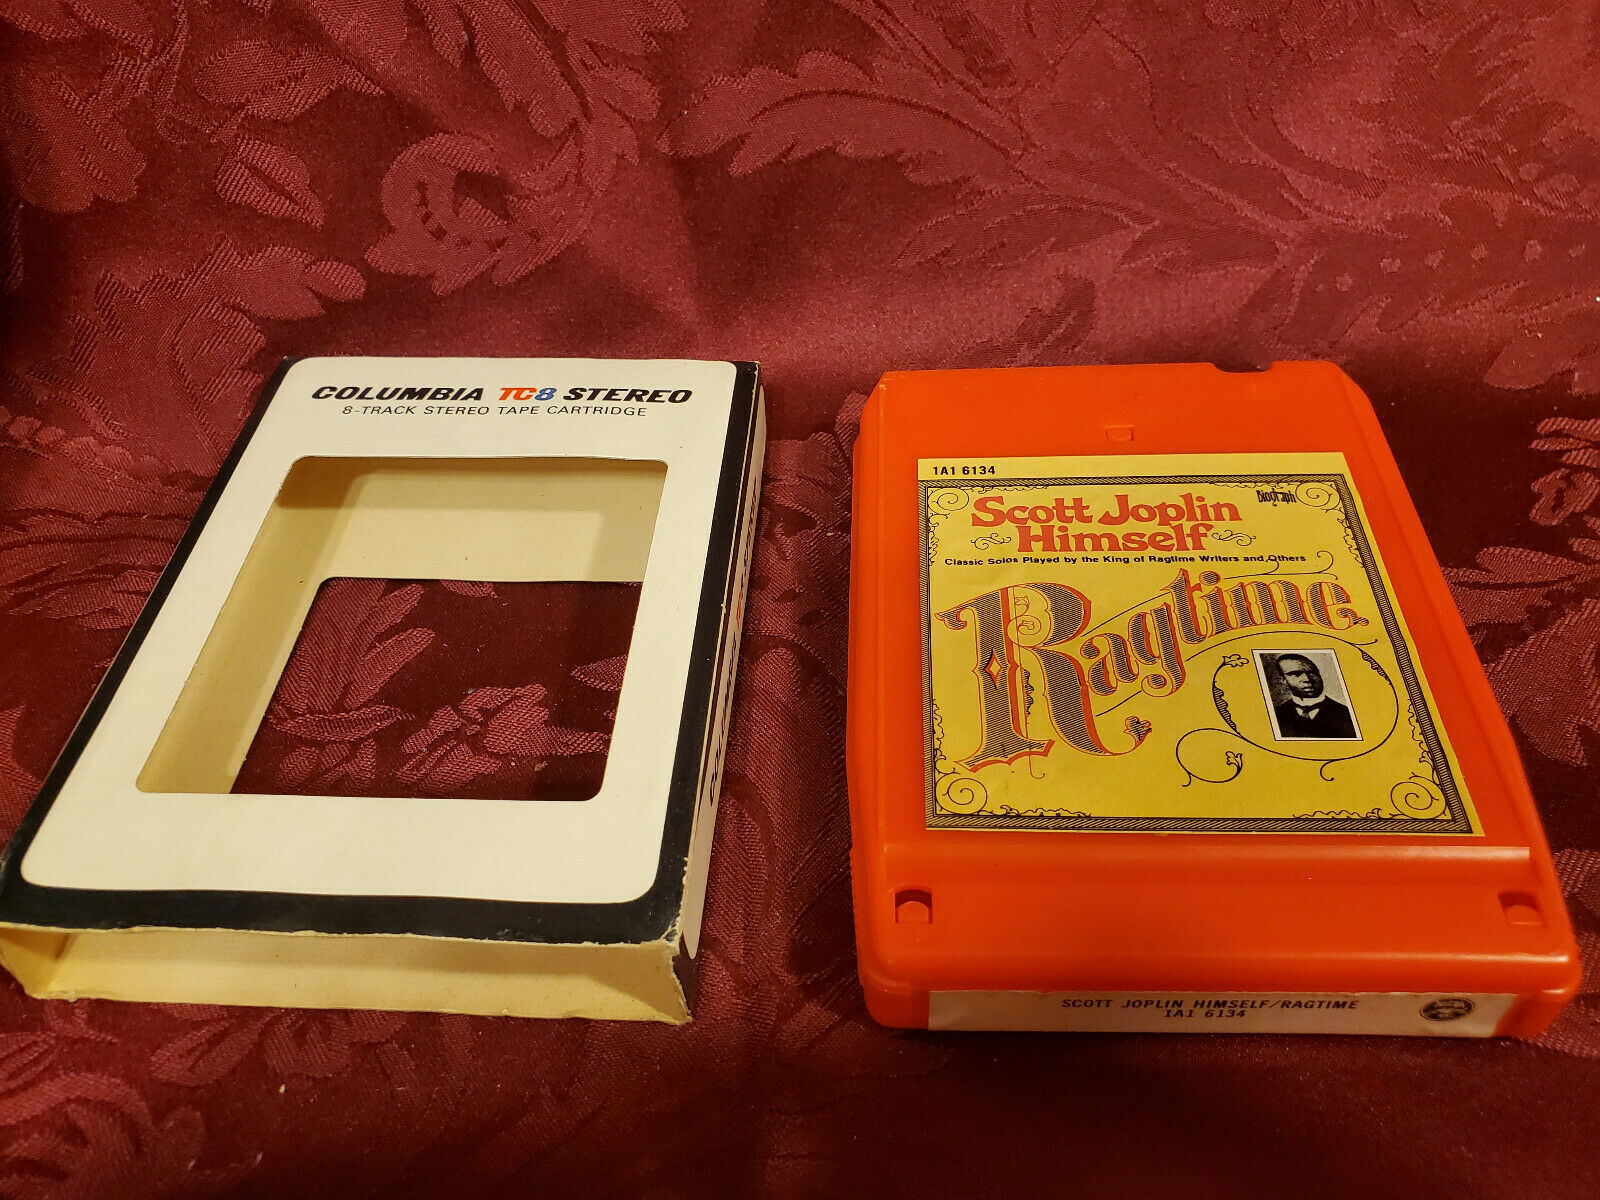 COLUMBIA TC8 STEREO
8-TRACK STEREO TAPE CARTRIDGE
1A1 6134
Biograph
Scott Joplin
Himself
Classic Solos Played by the King of Ragtime Writers and Others
Ragtime
SCOTT JOPLIN HIMSELF/RAGTIME
1A1 6134